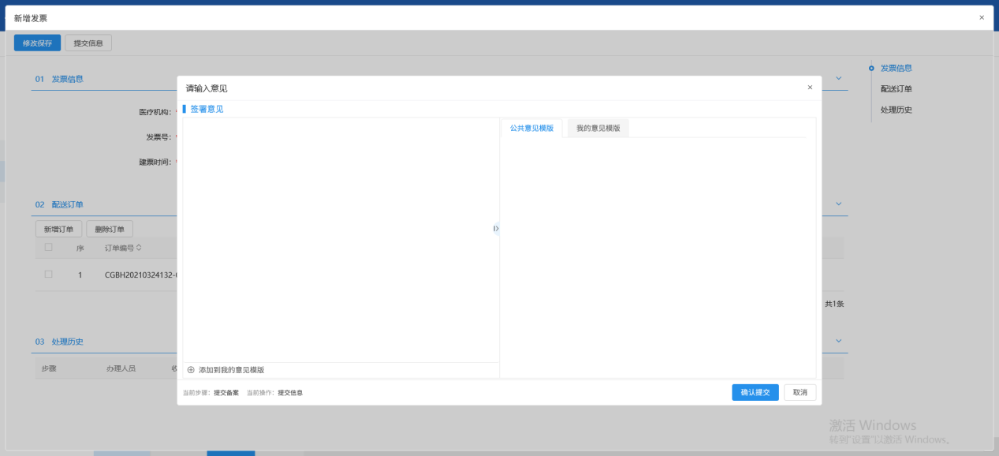 新增发票
修改保存 提交信息
01 发票信息
发票信息
配送订单
处理历史
请输入意见
签署意见
公共意见模版 我的意见模版
医疗机构：
发票号：
建票时间：
02 配送订单
新增订单 删除订单
序 订单编号
1 CGBH20210324132-
共1条
03 处理历史
步骤 办理人员
添加到我的意见模版
当前步骤：提交备案 当前操作：提交信息
确认提交 取消
激活 Windows
转到"设置"以激活 Windows。